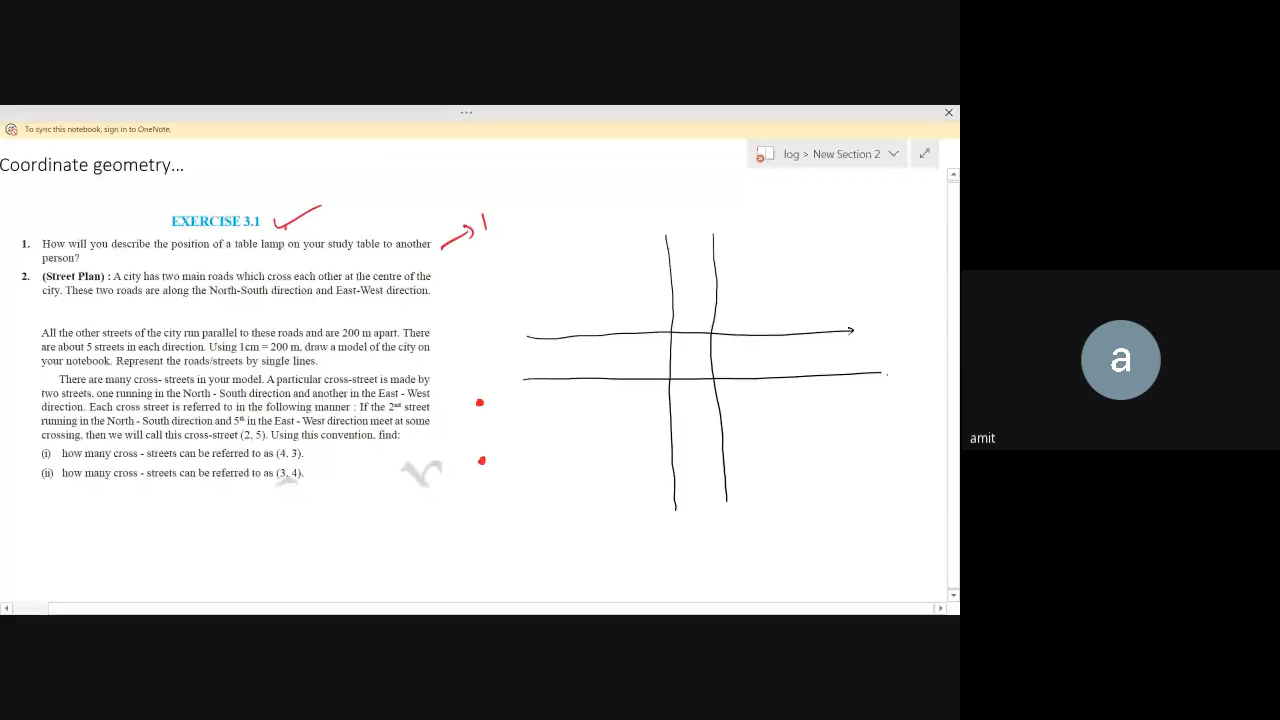 To sync this notebook, sign in to OneNote.
Coordinate geometry...
log > New Section 2
EXERCISE 3.1
1. How will you describe the position of a table lamp on your study table to another
person?
1
2. (Street Plan) : A city has two main roads which cross each other at the centre of the
city. These two roads are along the North-South direction and East-West direction.
All the other streets of the city run parallel to these roads and are 200 m apart. There
are about 5 streets in each direction. Using 1cm = 200 m, draw a model of the city on
your notebook. Represent the roads/streets by single lines.
There are many cross- streets in your model. A particular cross-street is made by
two streets, one running in the North - South direction and another in the East - West
direction. Each cross street is referred to in the following manner : If the 2nd street
running in the North - South direction and 5th in the East - West direction meet at some
crossing, then we will call this cross-street (2, 5). Using this convention, find:
(i) how many cross - streets can be referred to as (4, 3).
(ii) how many cross - streets can be referred to as (3, 4).
a
amit